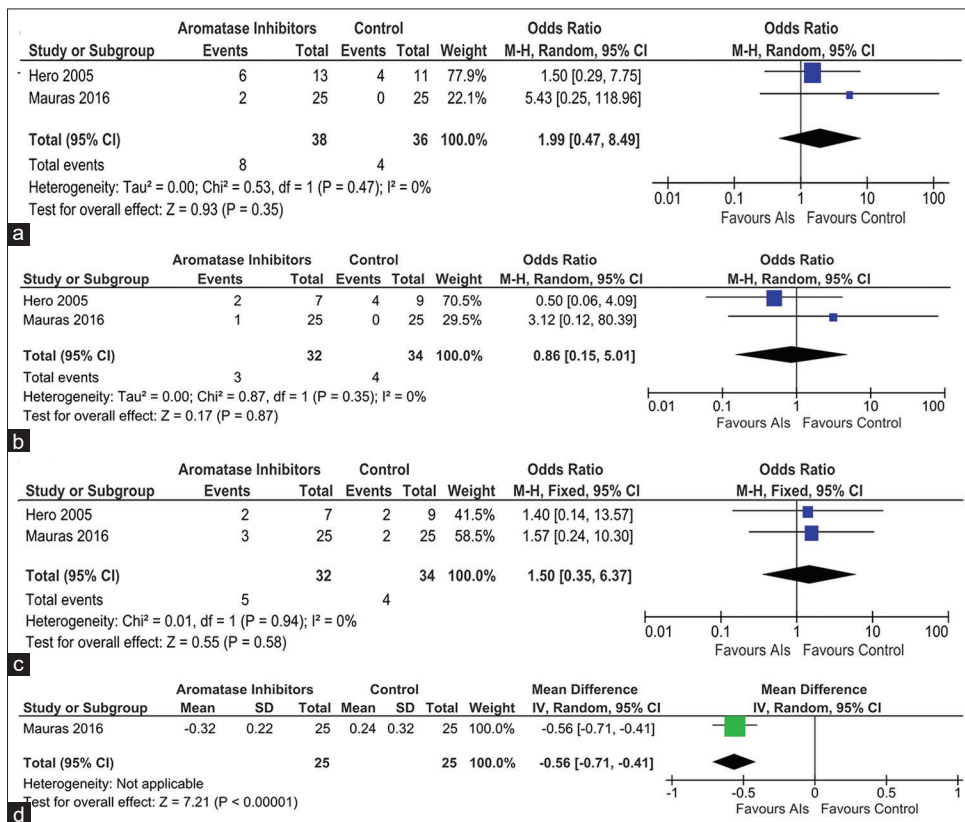 Aromatase Inhibitors Control Odds Ratio Odds Ratio
Study or Subgroup Events Total Events Total Weight M-H, Random, 95% CI M-H, Random, 95% CI
Hero 2005 6 13 4 11 77.9% 1.50 [0.29, 7.75]
Mauras 2016 2 25 0 25 22.1% 5.43 [0.25, 118.96]
Total (95% CI) 38 36 100.0% 1.99 [0.47, 8.49]
Total events 8 4
Heterogeneity: Tau² = 0.00; Chi² = 0.53, df = 1 (P = 0.47); I² = 0%
Test for overall effect: Z = 0.93 (P = 0.35)
0.01 0.1 1 10 100
Favours AIs Favours Control
a
Aromatase Inhibitors Control Odds Ratio Odds Ratio
Study or Subgroup Events Total Events Total Weight M-H, Random, 95% CI M-H, Random, 95% CI
Hero 2005 2 7 4 9 70.5% 0.50 [0.06, 4.09]
Mauras 2016 1 25 0 25 29.5% 3.12 [0.12, 80.39]
Total (95% CI) 32 34 100.0% 0.86 [0.15, 5.01]
Total events 3 4
Heterogeneity: Tau² = 0.00; Chi² = 0.87, df = 1 (P = 0.35); I² = 0%
Test for overall effect: Z = 0.17 (P = 0.87)
0.01 0.1 1 10 100
Favours AIs Favours Control
b
Aromatase Inhibitors Control Odds Ratio Odds Ratio
Study or Subgroup Events Total Events Total Weight M-H, Fixed, 95% CI M-H, Fixed, 95% CI
Hero 2005 2 7 2 9 41.5% 1.40 [0.14, 13.57]
Mauras 2016 3 25 2 25 58.5% 1.57 [0.24, 10.30]
Total (95% CI) 32 34 100.0% 1.50 [0.35, 6.37]
Total events 5 4
Heterogeneity: Chi² = 0.01, df = 1 (P = 0.94); I² = 0%
Test for overall effect: Z = 0.55 (P = 0.58)
0.01 0.1 1 10 100
Favours AIs Favours Control
c
Aromatase Inhibitors Control Mean Difference Mean Difference
Study or Subgroup Mean SD Total Mean SD Total Weight IV, Random, 95% CI IV, Random, 95% CI
Mauras 2016 -0.32 0.22 25 0.24 0.32 25 100.0% -0.56 [-0.71, -0.41]
Total (95% CI) 25 25 100.0% -0.56 [-0.71, -0.41]
Heterogeneity: Not applicable
Test for overall effect: Z = 7.21 (P < 0.00001)
-1 -0.5 0 0.5 1
Favours AIs Favours Control
d